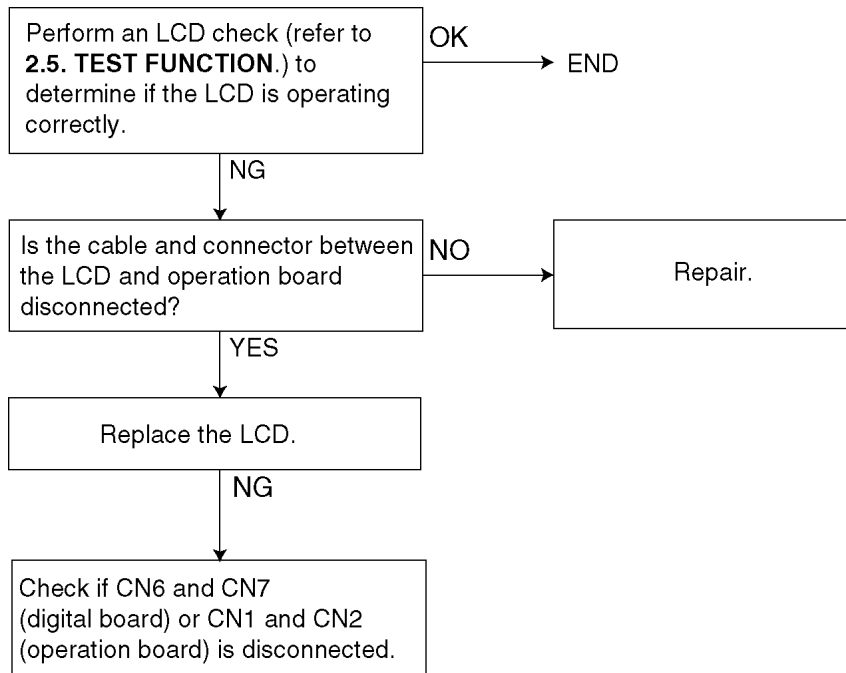 Perform an LCD check (refer to
2.5. TEST FUNCTION.) to
determine if the LCD is operating
correctly.
OK
END
NG
Is the cable and connector between
the LCD and operation board
disconnected?
NO
Repair.
YES
Replace the LCD.
NG
Check if CN6 and CN7
(digital board) or CN1 and CN2
(operation board) is disconnected.